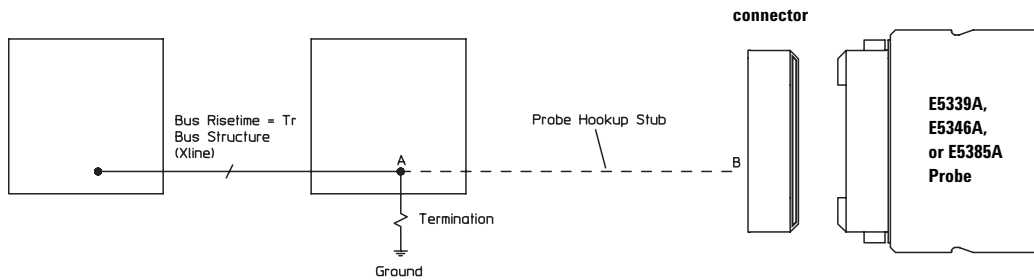 connector
Bus Risetime = Tr
Bus Structure
(Xline)
A
Probe Hookup Stub
B
E5339A,
E5346A,
or E5385A
Probe
Termination
Ground